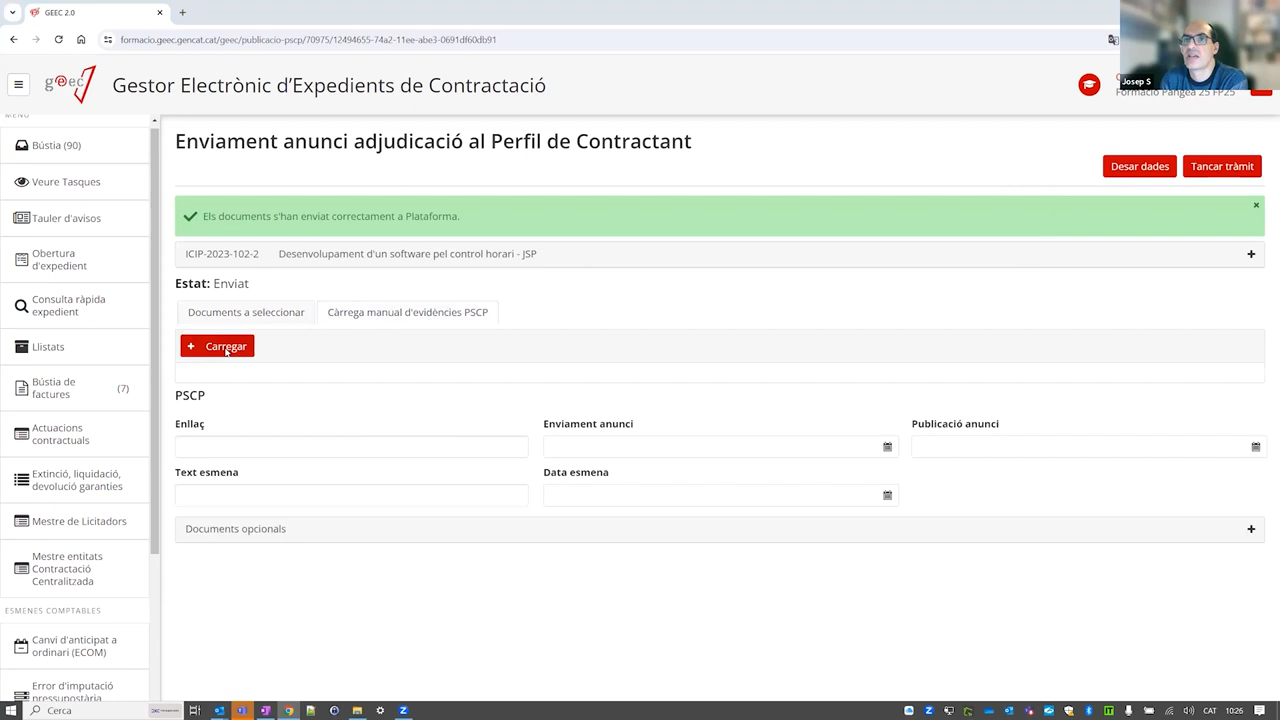 GEEC 2.0
formacio.geec.gencat.cat/geec/publicacio-pscp/70975/12494655-74a2-11ee-abe3-0691df60db91
geec
Gestor Electrònic d'Expedients de Contractació
Josep S
Formació Pangea 25 FP25
MENÚ
Bústia (90)
Veure Tasques
Tauler d'avisos
Obertura
d'expedient
Consulta ràpida
expedient
Llistats
Bústia de
factures
(7)
Actuacions
contractuals
Extinció, liquidació,
devolució garanties
Mestre de Licitadors
Mestre entitats
Contractació
Centralitzada
ESMENES COMPTABLES
Canvi d'anticipat a
ordinari (ECOM)
Error d'imputació
pressupostària
Enviament anunci adjudicació al Perfil de Contractant
Desar dades
Tancar tràmit
Els documents s'han enviat correctament a Plataforma.
ICIP-2023-102-2 Desenvolupament d'un software pel control horari - JSP
Estat: Enviat
Documents a seleccionar
Càrrega manual d'evidències PSCP
Carregar
PSCP
Enllaç
Enviament anunci
Publicació anunci
Text esmena
Data esmena
Documents opcionals
Cerca
CAT
10:26